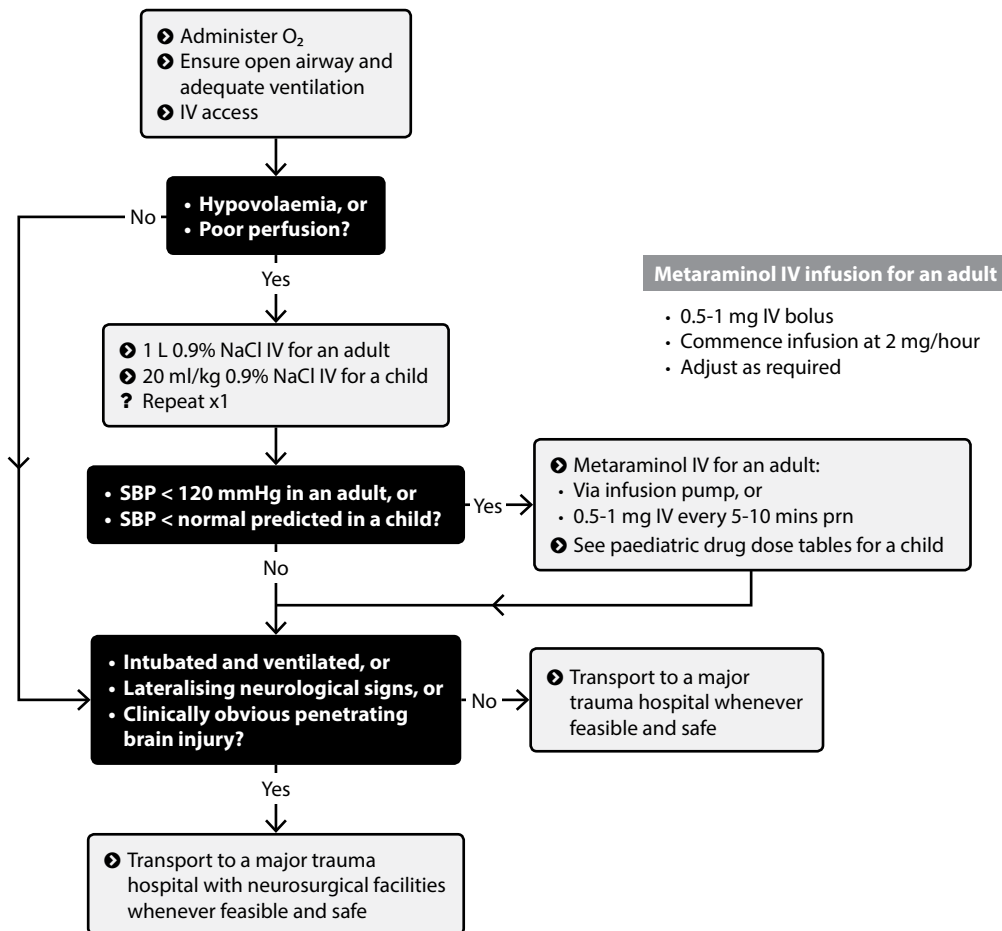 Administer O₂
Ensure open airway and
adequate ventilation
IV access
• Hypovolaemia, or
• Poor perfusion?
No
Yes
Metaraminol IV infusion for an adult
• 0.5-1 mg IV bolus
• Commence infusion at 2 mg/hour
• Adjust as required
1 L 0.9% NaCl IV for an adult
20 ml/kg 0.9% NaCl IV for a child
? Repeat x1
• SBP < 120 mmHg in an adult, or
• SBP < normal predicted in a child?
Yes
Metaraminol IV for an adult:
• Via infusion pump, or
• 0.5-1 mg IV every 5-10 mins prn
See paediatric drug dose tables for a child
No
• Intubated and ventilated, or
• Lateralising neurological signs, or
• Clinically obvious penetrating
brain injury?
No
Transport to a major
trauma hospital whenever
feasible and safe
Yes
Transport to a major trauma
hospital with neurosurgical facilities
whenever feasible and safe